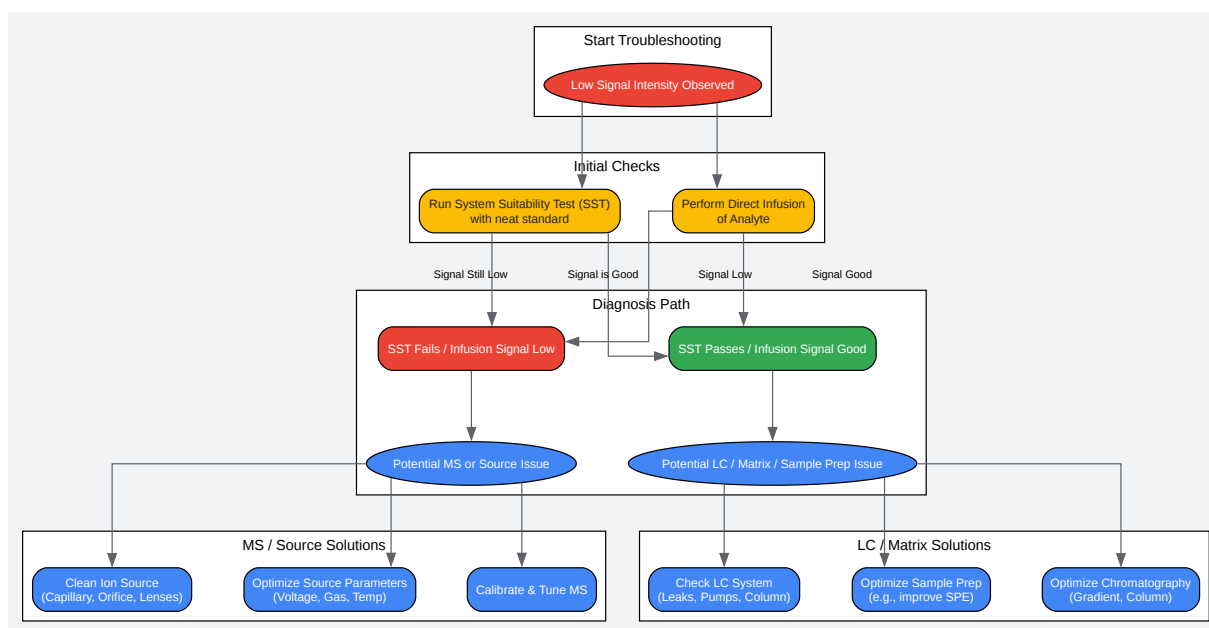 Start Troubleshooting
Low Signal Intensity Observed
Initial Checks
Run System Suitability Test (SST)
with neat standard
Perform Direct Infusion
of Analyte
Signal Still Low
Signal is Good
Signal Low
Signal Good
Diagnosis Path
SST Fails / Infusion Signal Low
SST Passes / Infusion Signal Good
Potential MS or Source Issue
Potential LC / Matrix / Sample Prep Issue
MS / Source Solutions
Clean Ion Source
(Capillary, Orifice, Lenses)
Optimize Source Parameters
(Voltage, Gas, Temp)
Calibrate & Tune MS
LC / Matrix Solutions
Check LC System
(Leaks, Pumps, Column)
Optimize Sample Prep
(e.g., improve SPE)
Optimize Chromatography
(Gradient, Column)